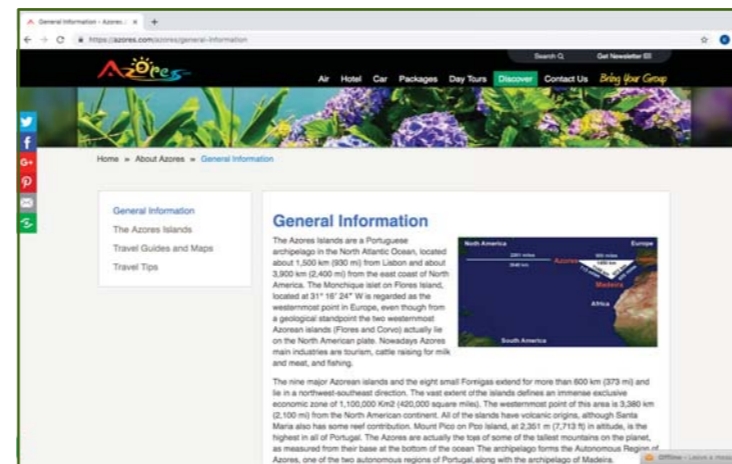 General Information - Azores.c
https://azores.com/azores/general-information
Search
Get Newsletter
Azores
Air Hotel Car Packages Day Tours Discover Contact Us Bring Your Group
Home » About Azores » General Information
General Information
The Azores Islands
Travel Guides and Maps
Travel Tips
General Information
The Azores Islands are a Portuguese
archipelago in the North Atlantic Ocean, located
about 1,500 km (930 mi) from Lisbon and about
3,900 km (2,400 mi) from the east coast of North
America. The Monchique islet on Flores Island,
located at 31° 16' 24" W is regarded as the
westernmost point in Europe, even though from
a geological standpoint the two westernmost
Azorean islands (Flores and Corvo) actually lie
on the North American plate. Nowadays Azores
main industries are tourism, cattle raising for milk
and meat, and fishing.
North America
Europe
Azores
Madeira
Africa
South America
The nine major Azorean islands and the eight small Formigas extend for more than 600 km (373 mi) and
lie in a northwest-southeast direction. The vast extent ofthe islands defines an immense exclusive
economic zone of 1,100,000 Km2 (420,000 square miles). The westernmost point of this area is 3,380 km
(2,100 mi) from the North American continent. All of the slands have volcanic origins, although Santa
Maria also has some reef contribution. Mount Pico on Pco Island, at 2,351 m (7,713 ft) in altitude, is the
highest in all of Portugal. The Azores are actually the tops of some of the tallest mountains on the planet,
as measured from their base at the bottom of the ocean The archipelago forms the Autonomous Region of
Azores, one of the two autonomous regions of Portugal,along with the archipelago of Madeira.
Offline - Leave a mess